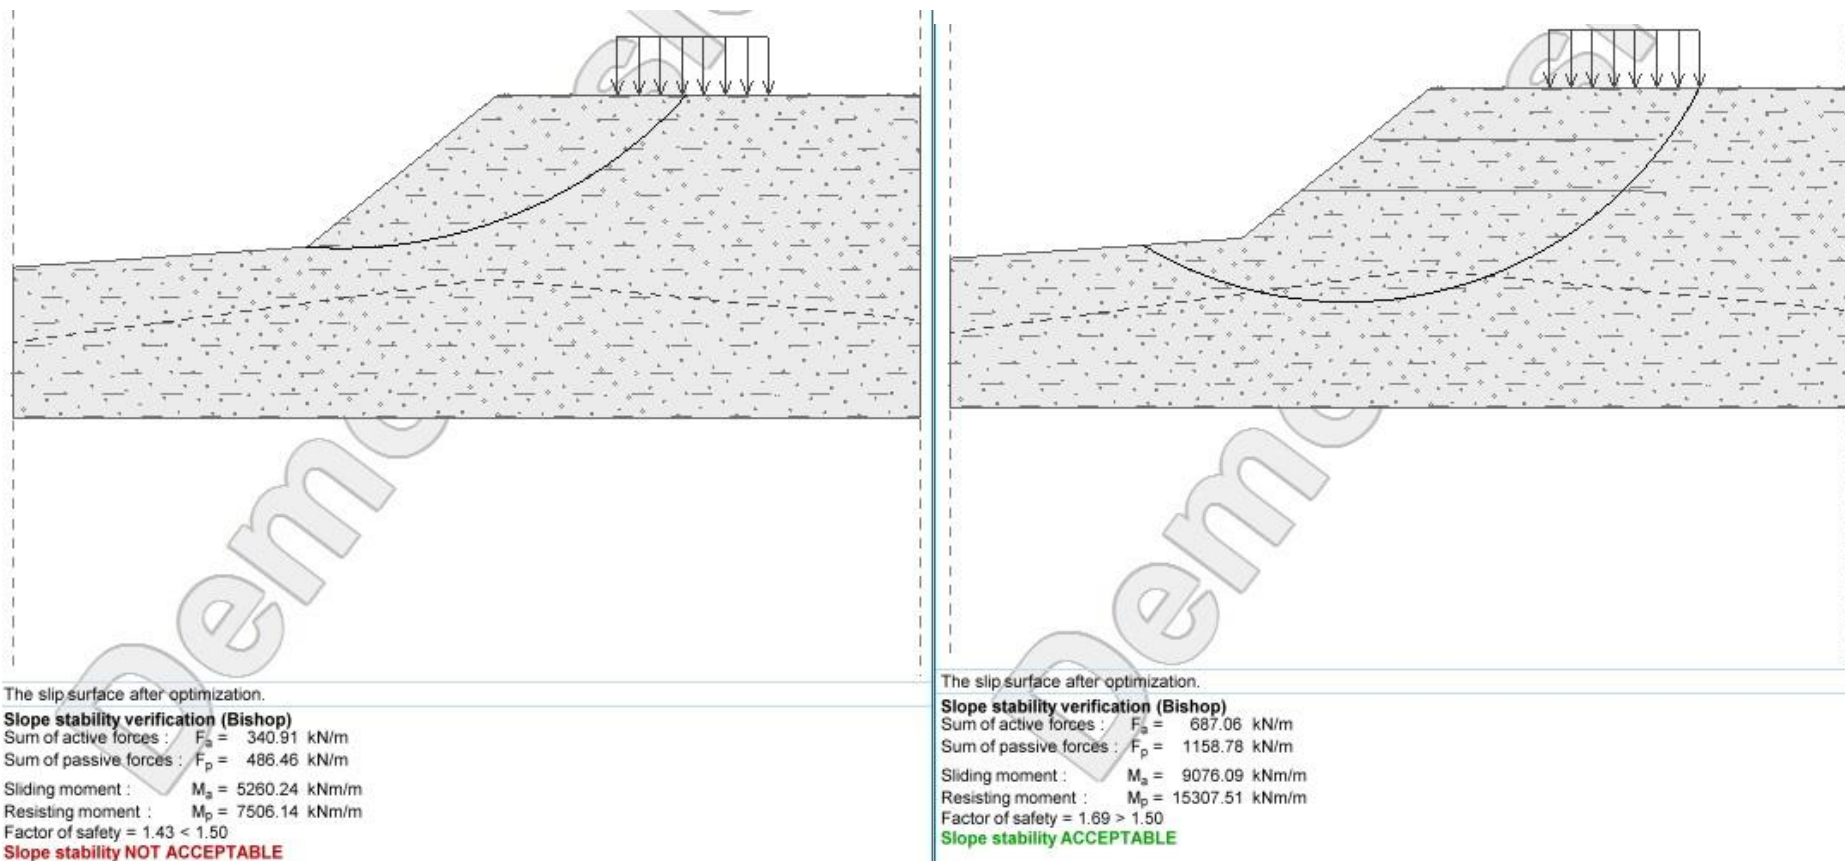 The slip surface after optimization.
Slope stability verification (Bishop)
Sum of active forces : Fa = 340.91 kN/m
Sum of passive forces : Fp = 486.46 kN/m
Sliding moment : Ma = 5260.24 kNm/m
Resisting moment : Mp = 7506.14 kNm/m
Factor of safety = 1.43 < 1.50
Slope stability NOT ACCEPTABLE
The slip surface after optimization.
Slope stability verification (Bishop)
Sum of active forces : Fa = 687.06 kN/m
Sum of passive forces : Fp = 1158.78 kN/m
Sliding moment : Ma = 9076.09 kNm/m
Resisting moment : Mp = 15307.51 kNm/m
Factor of safety = 1.69 > 1.50
Slope stability ACCEPTABLE